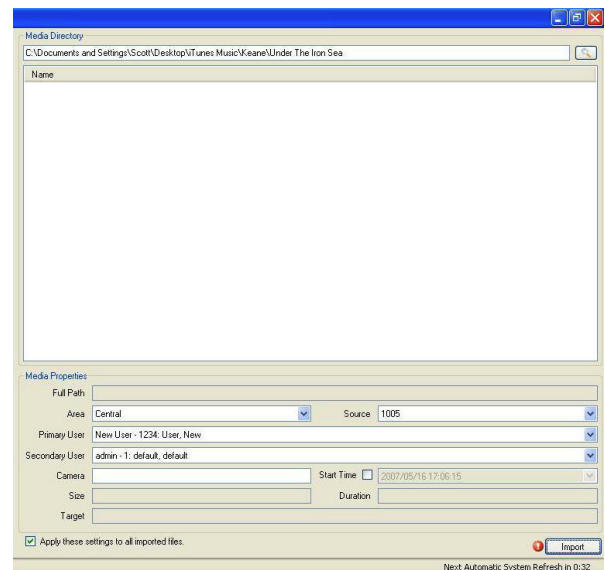 Media Directory
C:\Documents and Settings\Scott\Desktop\iTunes Music\Keane\Under The Iron Sea
Name
Media Properties
Full Path
Area Central Source 1005
Primary User New User - 1234: User, New
Secondary User admin - 1: default, default
Camera Start Time 2007/05/16 17:06:15
Size Duration
Target
Apply these settings to all imported files.
Import
Next Automatic System Refresh in 0:32